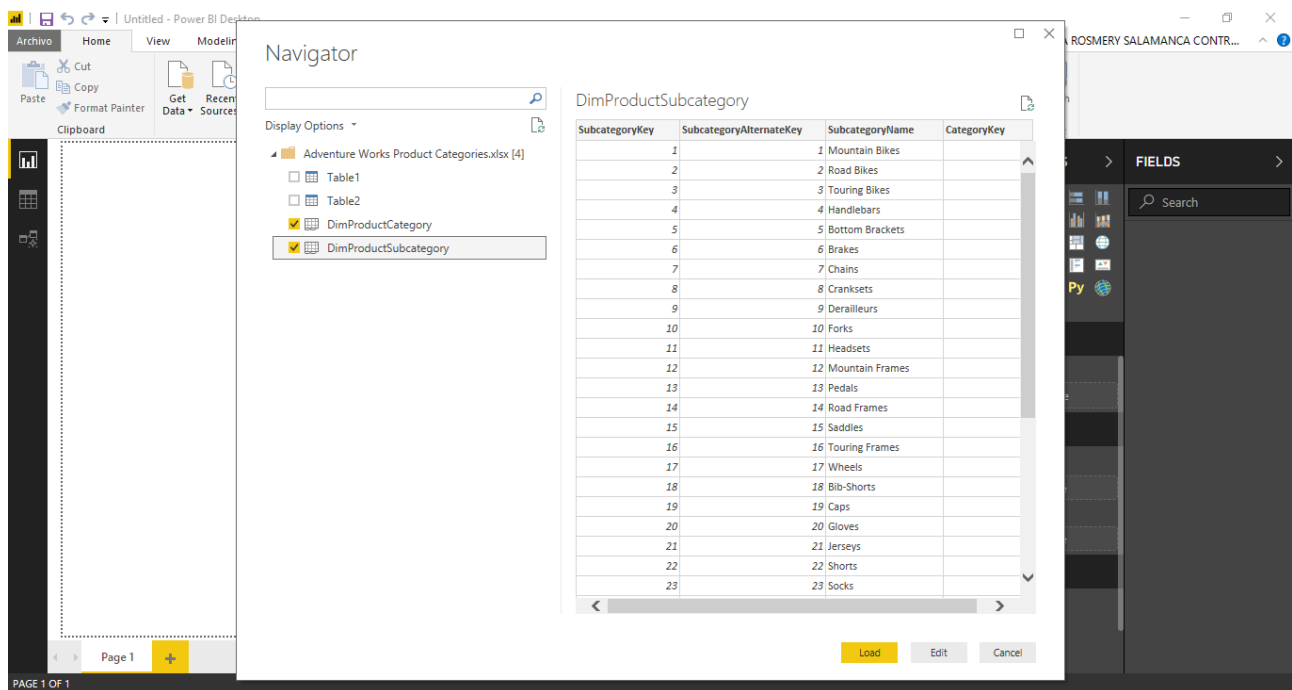 Untitled - Power BI Desktop
Archivo Home View Modelin ROSMERY SALAMANCA CONTR...
Paste
Cut
Copy
Format Painter
Clipboard
Get Data
Recent Sources
Navigator
Display Options
Adventure Works Product Categories.xlsx [4]
Table1
Table2
DimProductCategory
DimProductSubcategory
DimProductSubcategory
SubcategoryKey SubcategoryAlternateKey SubcategoryName CategoryKey
1 1 Mountain Bikes
2 2 Road Bikes
3 3 Touring Bikes
4 4 Handlebars
5 5 Bottom Brackets
6 6 Brakes
7 7 Chains
8 8 Cranksets
9 9 Derailleurs
10 10 Forks
11 11 Headsets
12 12 Mountain Frames
13 13 Pedals
14 14 Road Frames
15 15 Saddles
16 16 Touring Frames
17 17 Wheels
18 18 Bib-Shorts
19 19 Caps
20 20 Gloves
21 21 Jerseys
22 22 Shorts
23 23 Socks
Load Edit Cancel
FIELDS
Search
Py
Page 1
PAGE 1 OF 1